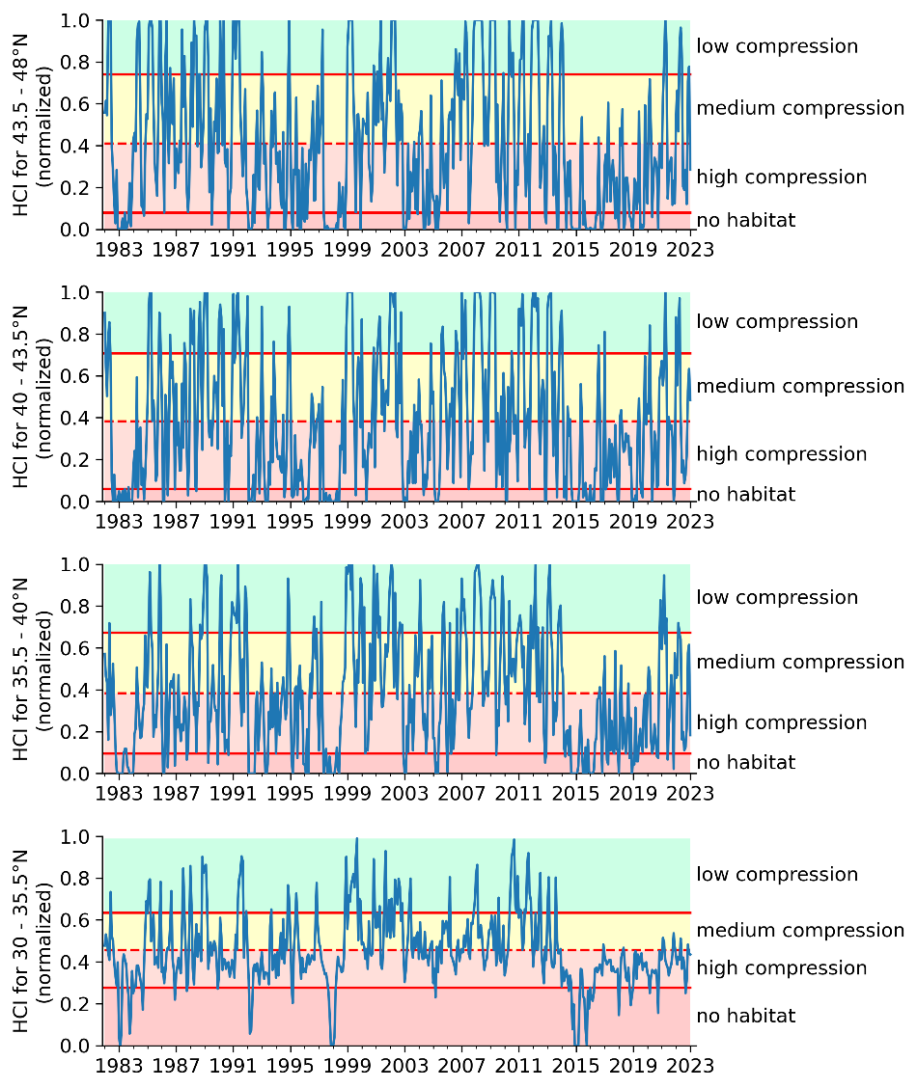 HCI for 43.5 - 48°N
(normalized)
1.0
0.8
0.6
0.4
0.2
0.0
low compression
medium compression
high compression
no habitat
1983 1987 1991 1995 1999 2003 2007 2011 2015 2019 2023
HCI for 40 - 43.5°N
(normalized)
1.0
0.8
0.6
0.4
0.2
0.0
low compression
medium compression
high compression
no habitat
1983 1987 1991 1995 1999 2003 2007 2011 2015 2019 2023
HCI for 35.5 - 40°N
(normalized)
1.0
0.8
0.6
0.4
0.2
0.0
low compression
medium compression
high compression
no habitat
1983 1987 1991 1995 1999 2003 2007 2011 2015 2019 2023
HCI for 30 - 35.5°N
(normalized)
1.0
0.8
0.6
0.4
0.2
0.0
low compression
medium compression
high compression
no habitat
1983 1987 1991 1995 1999 2003 2007 2011 2015 2019 2023